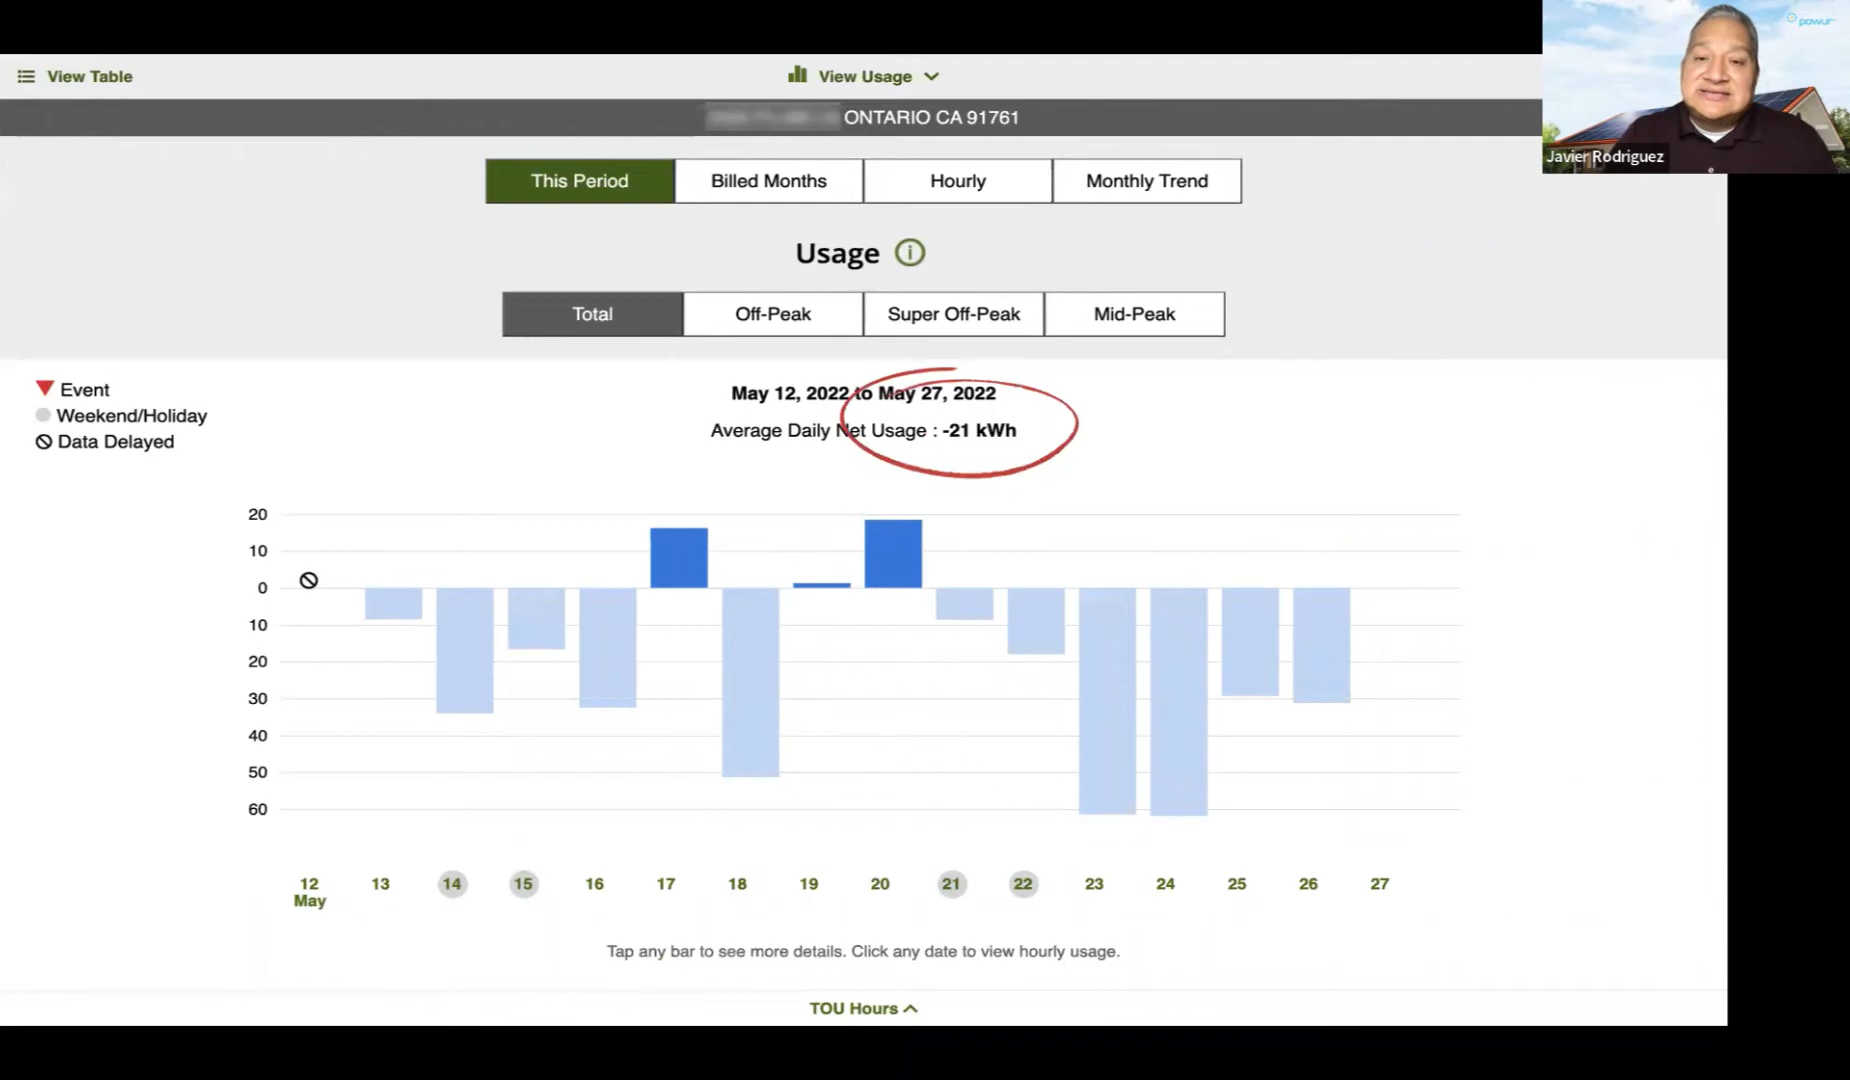 powur
View Table
View Usage
ONTARIO CA 91761
Javier Rodriguez
This Period
Billed Months
Hourly
Monthly Trend
Usage
Total
Off-Peak
Super Off-Peak
Mid-Peak
Event
Weekend/Holiday
Data Delayed
May 12, 2022 to May 27, 2022
Average Daily Net Usage : -21 kWh
20
10
0
10
20
30
40
50
60
12 13 14 15 16 17 18 19 20 21 22 23 24 25 26 27
May
Tap any bar to see more details. Click any date to view hourly usage.
TOU Hours